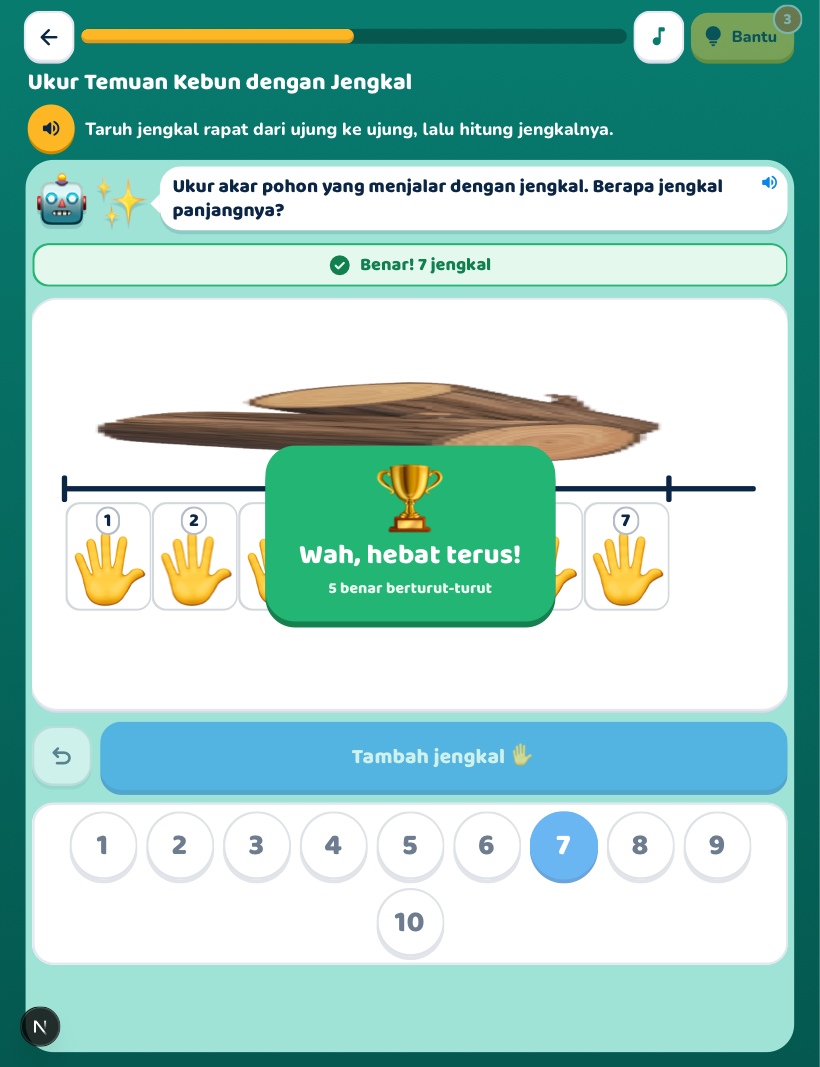 3
Bantu
Ukur Temuan Kebun dengan Jengkal
Taruh jengkal rapat dari ujung ke ujung, lalu hitung jengkalnya.
Ukur akar pohon yang menjalar dengan jengkal. Berapa jengkal
panjangnya?
Benar! 7 jengkal
1
2
7
Wah, hebat terus!
5 benar berturut-turut
Tambah jengkal
1 2 3 4 5 6 7 8 9
10
N